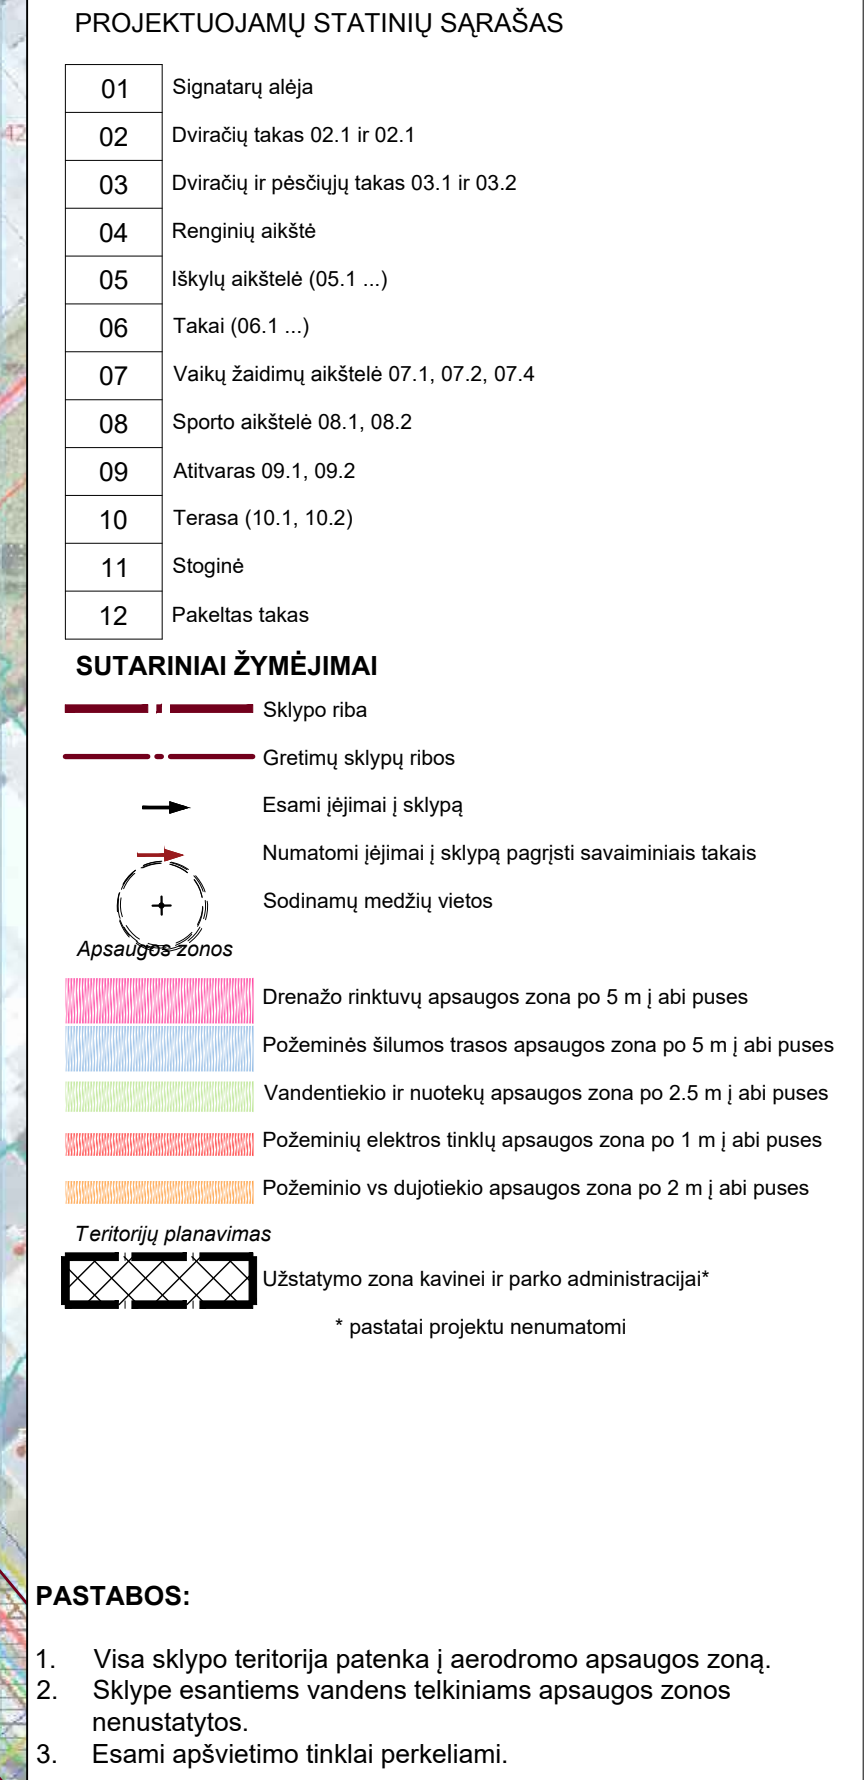 PROJEKTUOJAMŲ STATINIŲ SĄRAŠAS
01 Signatarų alėja
02 Dviračių takas 02.1 ir 02.1
03 Dviračių ir pėsčiųjų takas 03.1 ir 03.2
04 Renginių aikštė
05 Iškylų aikštelė (05.1 ...)
06 Takai (06.1 ...)
07 Vaikų žaidimų aikštelė 07.1, 07.2, 07.4
08 Sporto aikštelė 08.1, 08.2
09 Atitvaras 09.1, 09.2
10 Terasa (10.1, 10.2)
11 Stoginė
12 Pakeltas takas
SUTARINIAI ŽYMĖJIMAI
Sklypo riba
Gretimų sklypų ribos
Esami įėjimai į sklypą
Numatomi įėjimai į sklypą pagrįsti savaiminiais takais
Sodinamų medžių vietos
Apsaugos zonos
Drenažo rinktuvų apsaugos zona po 5 m į abi puses
Požeminės šilumos trasos apsaugos zona po 5 m į abi puses
Vandentiekio ir nuotekų apsaugos zona po 2.5 m į abi puses
Požeminių elektros tinklų apsaugos zona po 1 m į abi puses
Požeminio vs dujotiekio apsaugos zona po 2 m į abi puses
Teritorijų planavimas
Užstatymo zona kavinei ir parko administracijai*
* pastatai projektu nenumatomi
PASTABOS:
1. Visa sklypo teritorija patenka į aerodromo apsaugos zoną.
2. Sklype esantiems vandens telkiniams apsaugos zonos
nenustatytos.
3. Esami apšvietimo tinklai perkeliami.